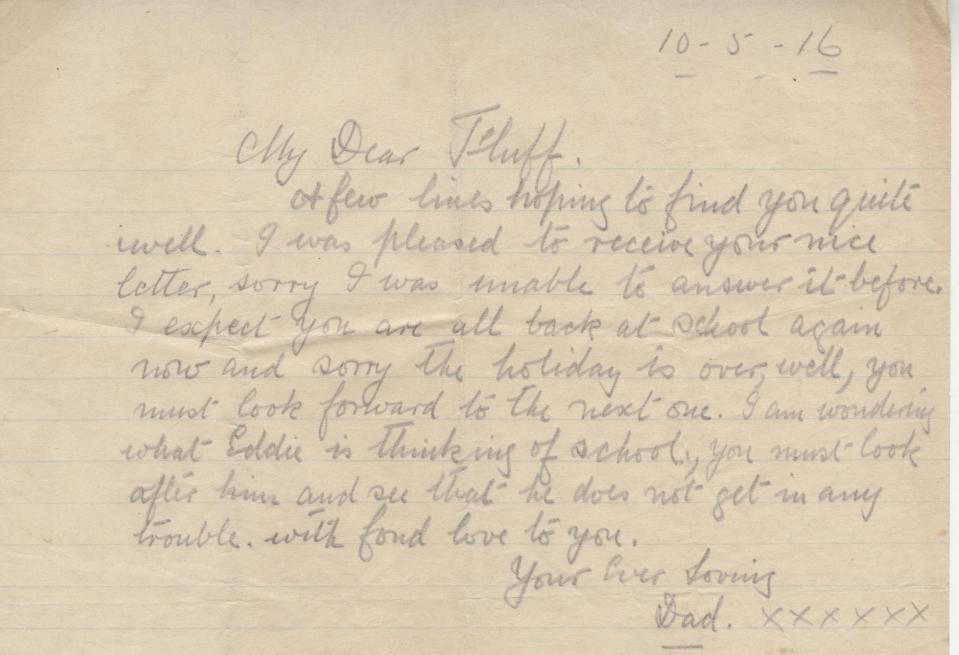 10-5-16
My Dear Fluff.
A few lines hoping to find you quite
well. I was pleased to receive your nice
letter, sorry I was unable to answer it before.
I expect you are all back at school again
now and sorry the holiday is over, well, you
must look forward to the next one. I am wondering
what Eddie is thinking of school., you must look
after him and see that he does not get in any
trouble. with fond love to you.
Your Ever Loving
Dad. xxxxxx